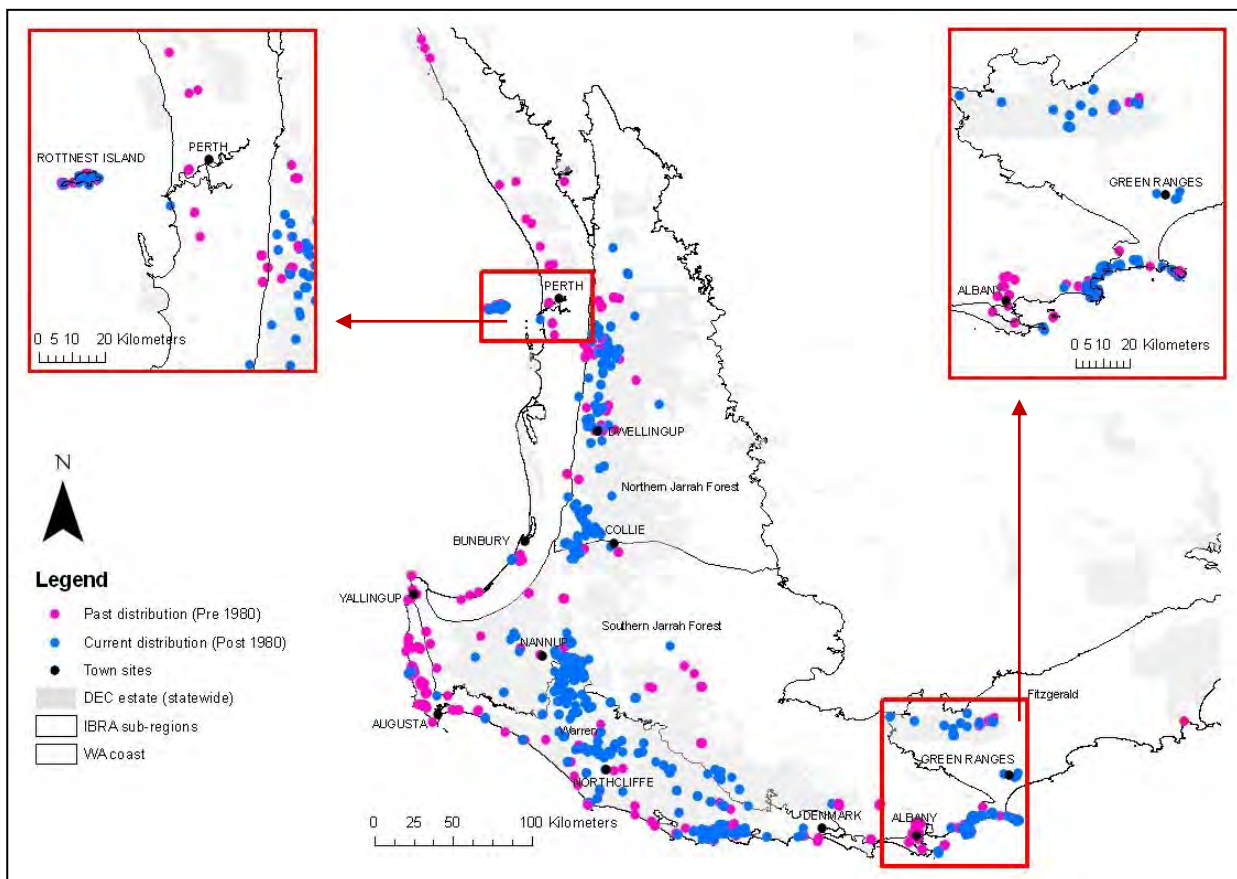 ROTTNEST ISLAND
PERTH
0 5 10 20 Kilometers
GREEN RANGES
ALBANY
0 5 10 20 Kilometers
PERTH
DWELLINGUP
Northern Jarrah Forest
BUNBURY
COLLIE
N
Legend
Past distribution (Pre 1980)
Current distribution (Post 1980)
Town sites
DEC estate (statewide)
IBRA sub-regions
WA coast
YALLINGUP
Southern Jarrah Forest
NANNUP
AUGUSTA
Warren
NORTHCLIFFE
Fitzgerald
GREEN RANGES
DENMARK
ALBANY
0 25 50 100 Kilometers